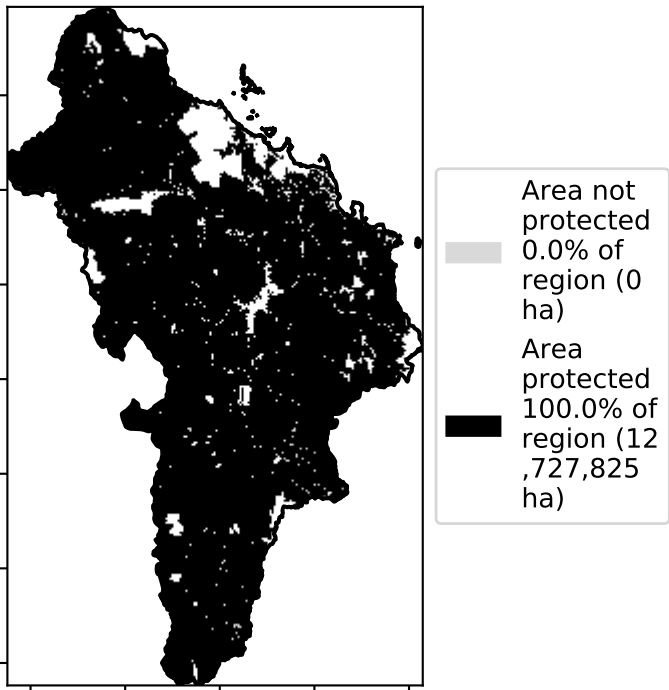 Area not
protected
0.0% of
region (0
ha)
Area
protected
100.0% of
region (12
,727,825
ha)